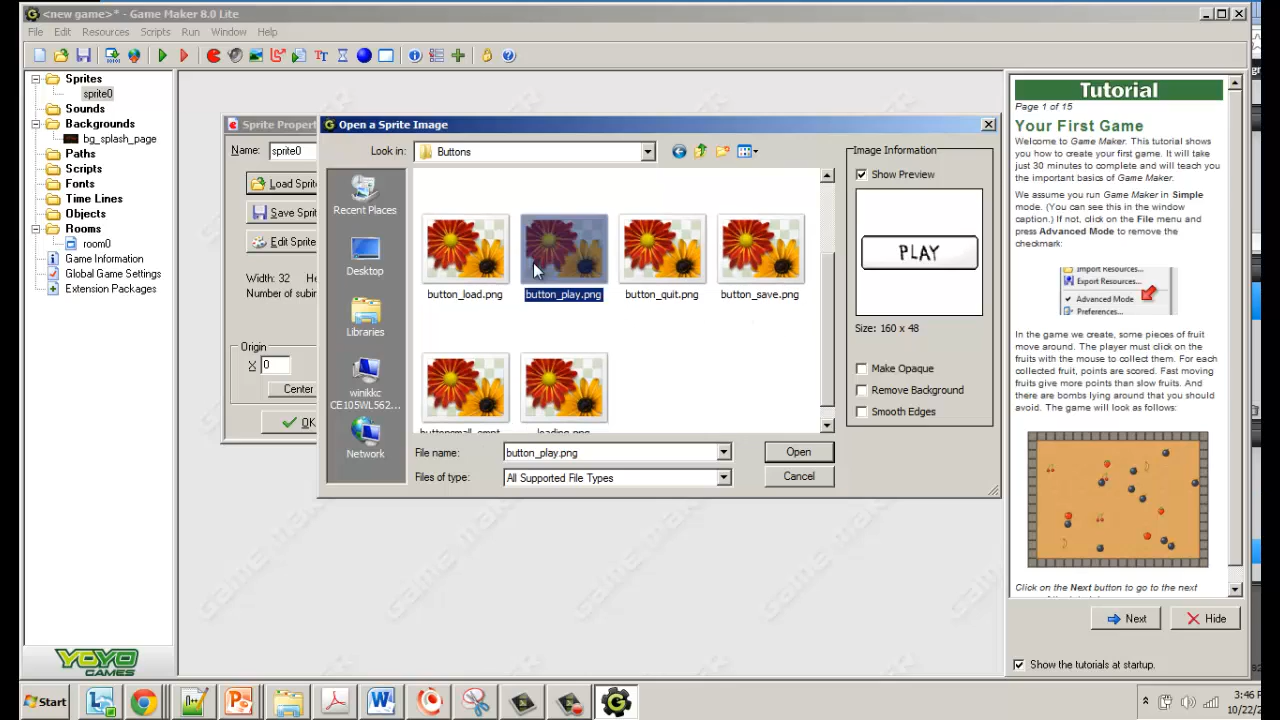 <new game>* - Game Maker 8.0 Lite
File Edit Resources Scripts Run Window Help
Sprites
sprite0
Sounds
Backgrounds
bg_splash_page
Paths
Scripts
Fonts
Time Lines
Objects
Rooms
room0
Game Information
Global Game Settings
Extension Packages
YOYO
GAMES
Sprite Propert
Name: sprite0
Load Sprit
Save Sprit
Edit Sprite
Width: 32 He
Number of subir
Origin
X 0
Center
OK
Open a Sprite Image
Look in: Buttons
Recent Places
Desktop
Libraries
winikkc
CE105WL562...
Network
button_load.png button_play.png button_quit.png button_save.png
buttonsmall_empt loading.png
File name: button_play.png Open
Files of type: All Supported File Types Cancel
Image Information
Show Preview
PLAY
Size: 160 x 48
Make Opaque
Remove Background
Smooth Edges
Tutorial
Page 1 of 15
Your First Game
Welcome to Game Maker. This tutorial
shows you how to create your first game. It will take
just 30 minutes to complete and will teach you
the important basics of Game Maker.
We assume you run Game Maker in Simple
mode. (You can see this in the window
caption.) If not, click on the File menu and
press Advanced Mode to remove the
checkmark:
Import Resources...
Export Resources...
Advanced Mode
Preferences...
In the game we create, some pieces of fruit
move around. The player must click on the
fruits with the mouse to collect them. For each
collected fruit, points are scored. Fast moving
fruits give more points than slow fruits. And
there are bombs lying around that you should
avoid. The game will look as follows:
Click on the Next button to go to the next
Next Hide
Show the tutorials at startup.
Start
3:46 P
10/22/2